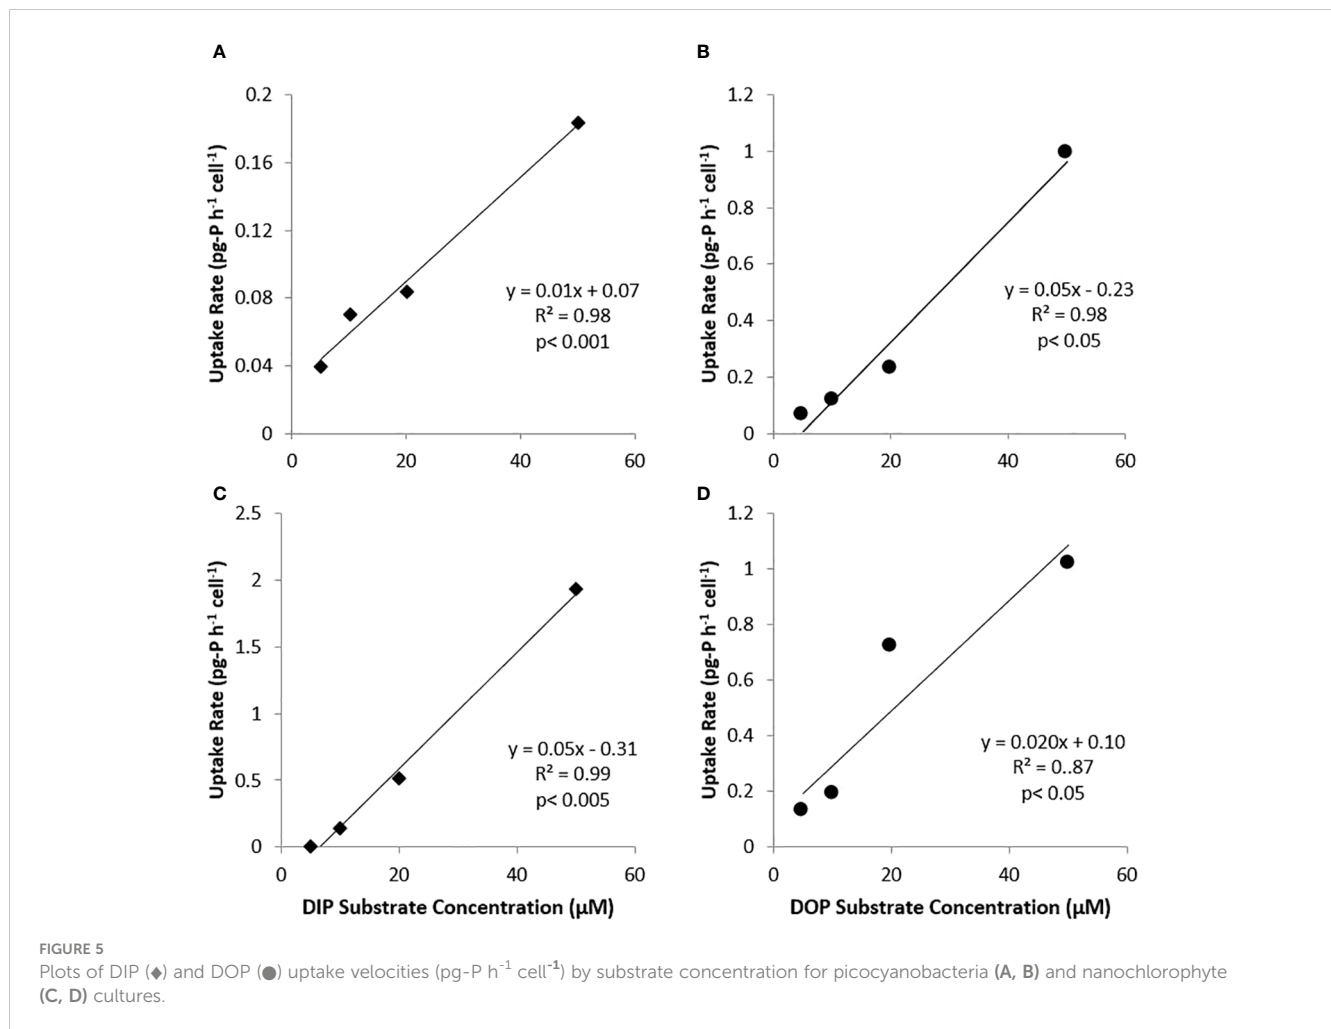 A
0.2
0.16
0.12
0.08
0.04
0
0 20 40 60
Uptake Rate (pg-P h⁻¹ cell⁻¹)
y = 0.01x + 0.07
R² = 0.98
p< 0.001
B
1.2
1
0.8
0.6
0.4
0.2
0
0 20 40 60
Uptake Rate (pg-P h⁻¹ cell⁻¹)
y = 0.05x - 0.23
R² = 0.98
p< 0.05
C
2.5
2
1.5
1
0.5
0
0 20 40 60
Uptake Rate (pg-P h⁻¹ cell⁻¹)
y = 0.05x - 0.31
R² = 0.99
p< 0.005
DIP Substrate Concentration (µM)
D
1.2
1
0.8
0.6
0.4
0.2
0
0 20 40 60
Uptake Rate (pg-P h⁻¹ cell⁻¹)
y = 0.020x + 0.10
R² = 0..87
p< 0.05
DOP Substrate Concentration (µM)
FIGURE 5
Plots of DIP (♦) and DOP (●) uptake velocities (pg-P h⁻¹ cell⁻¹) by substrate concentration for picocyanobacteria (A, B) and nanochlorophyte
(C, D) cultures.